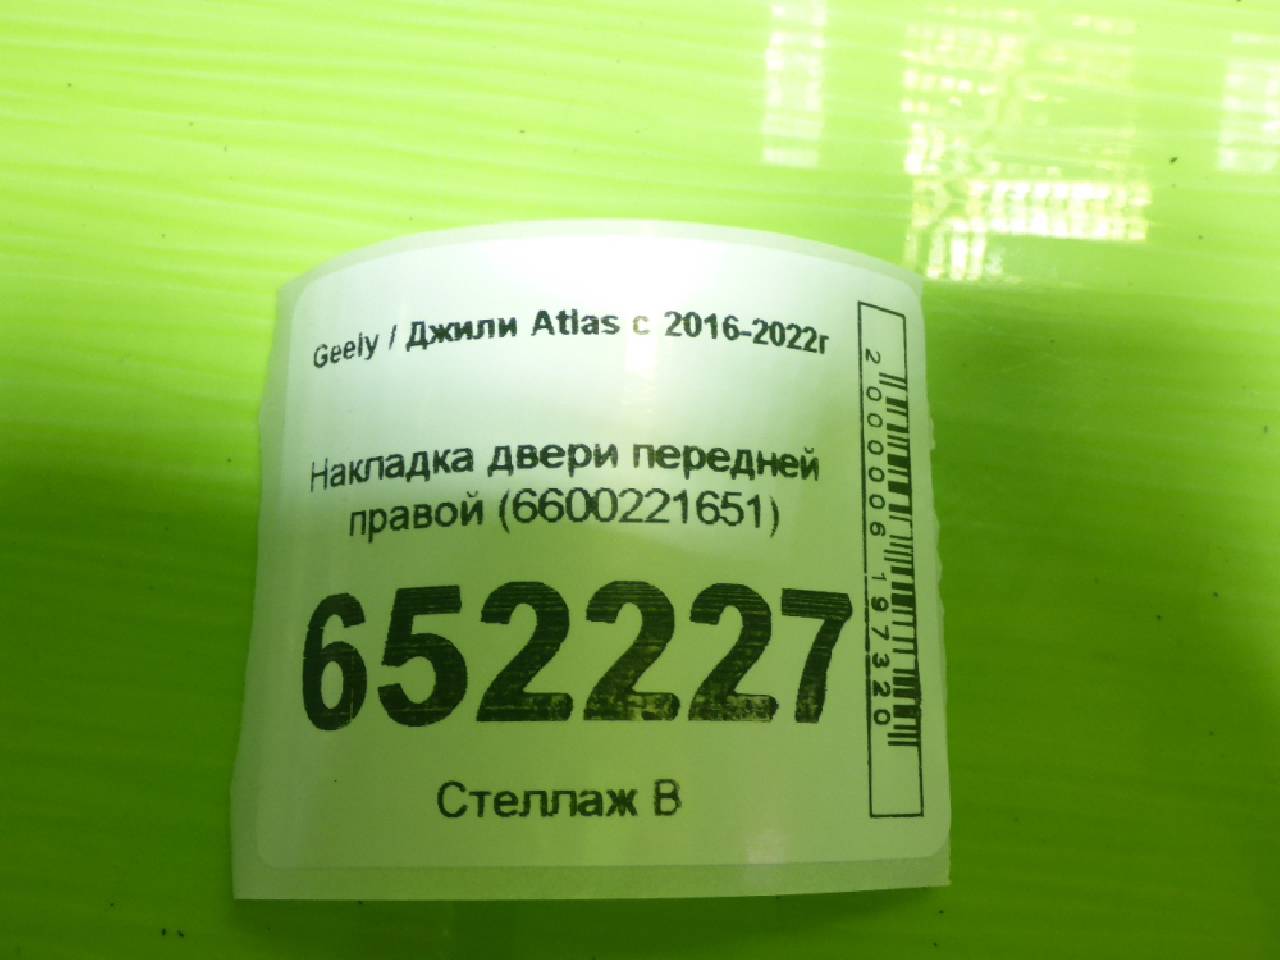 Geely / Джили Atlas с 2016-2022г
Накладка двери передней
правой (6600221651)
652227
Стеллаж В
2000006197320